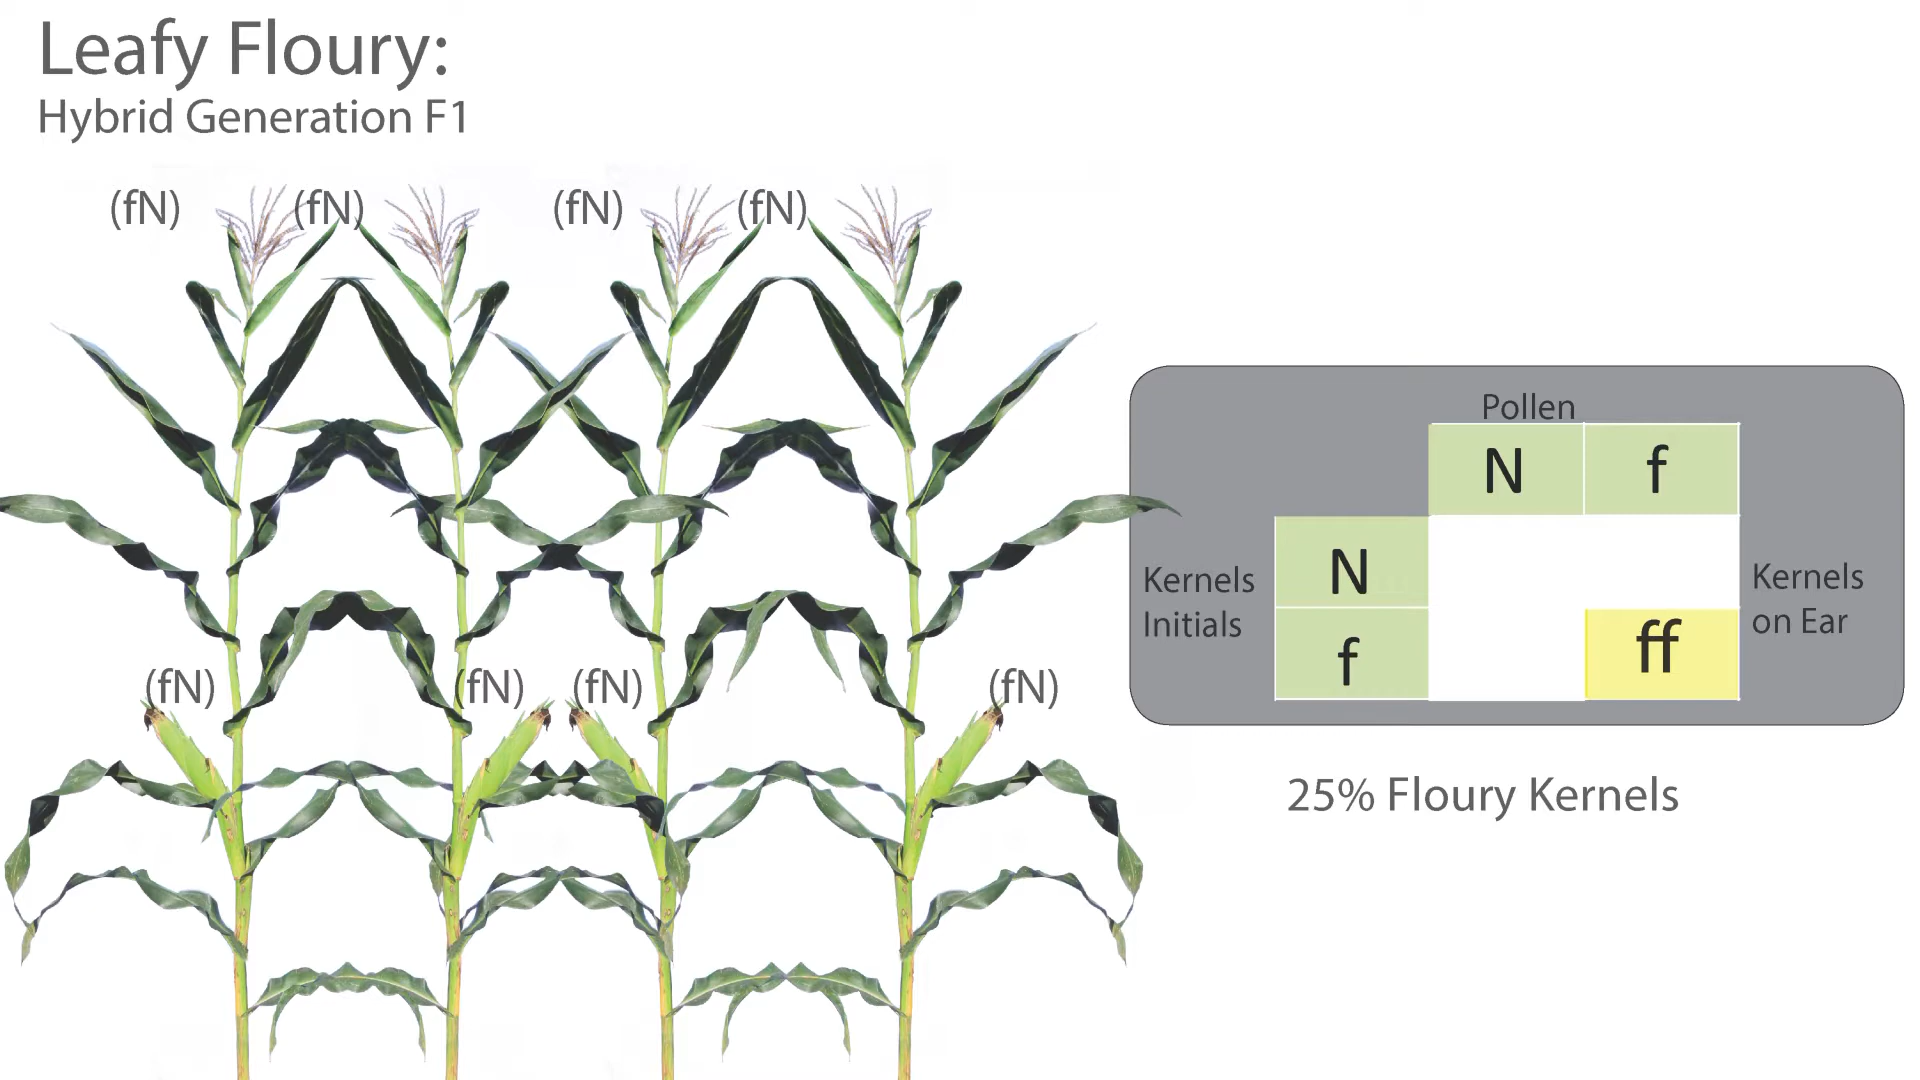 Leafy Floury:
Hybrid Generation F1
(fN) (fN) (fN) (fN)
(fN) (fN) (fN) (fN)
Pollen
N f
N
f
ff
Kernels
Initials
Kernels
on Ear
25% Floury Kernels